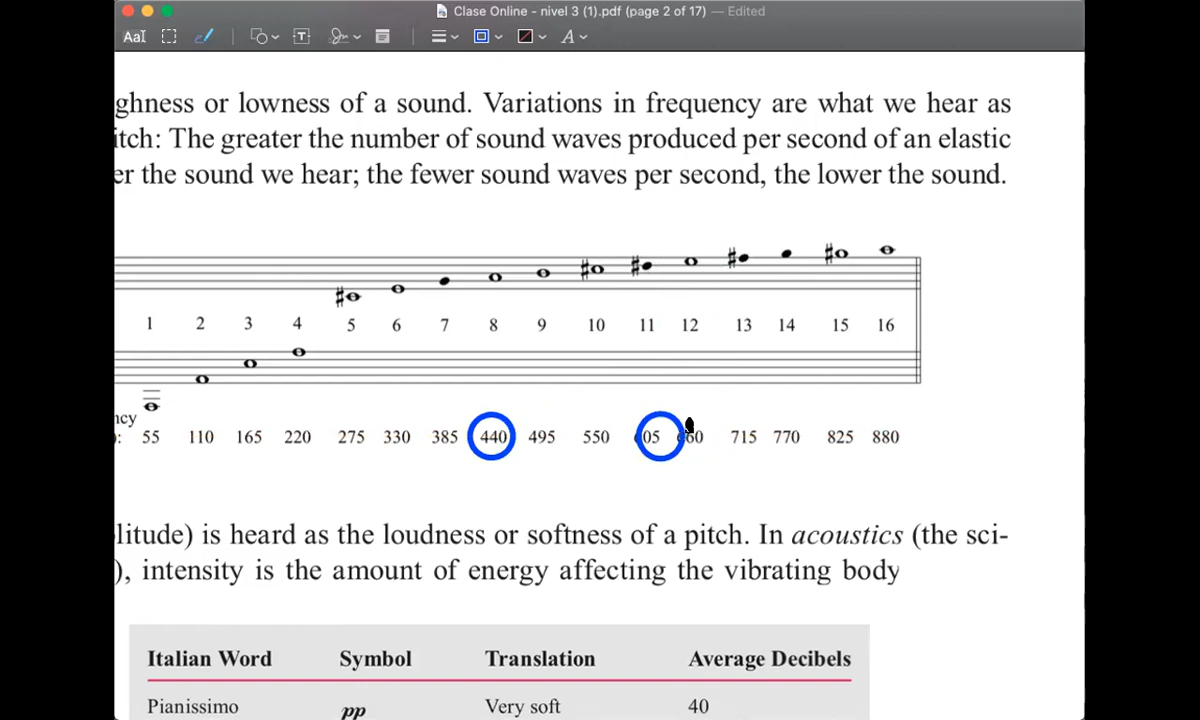 Clase Online - nivel 3 (1).pdf (page 2 of 17) — Edited
AaI T A
ghness or lowness of a sound. Variations in frequency are what we hear as
itch: The greater the number of sound waves produced per second of an elastic
er the sound we hear; the fewer sound waves per second, the lower the sound.
1 2 3 4 5 6 7 8 9 10 11 12 13 14 15 16
ncy
): 55 110 165 220 275 330 385 440 495 550 05 60 715 770 825 880
litude) is heard as the loudness or softness of a pitch. In acoustics (the sci-
), intensity is the amount of energy affecting the vibrating body
Italian Word Symbol Translation Average Decibels
Pianissimo pp Very soft 40